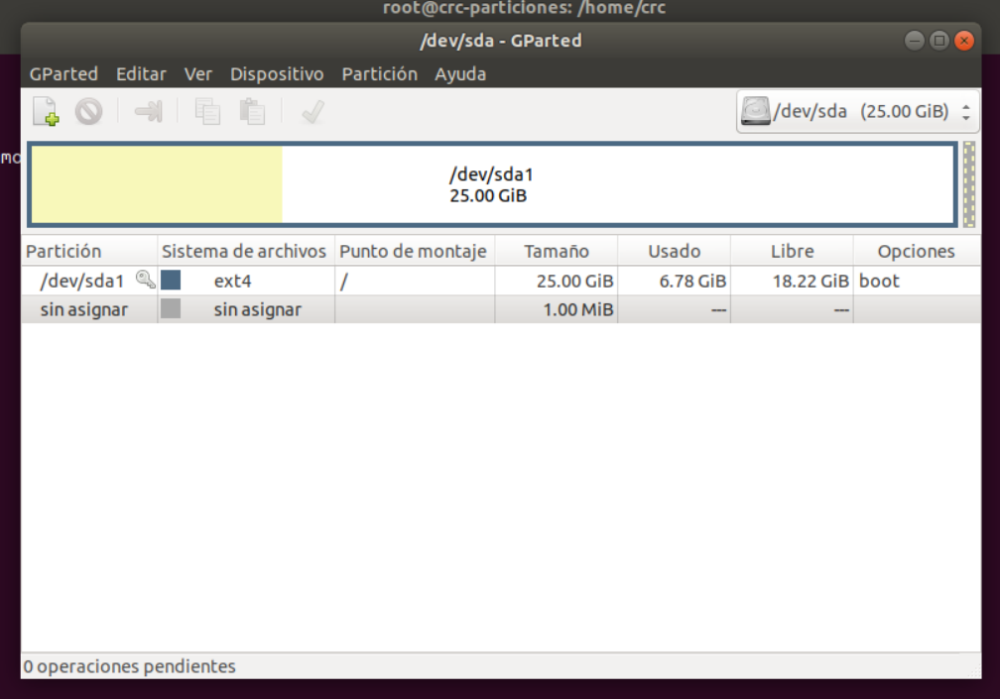 root@crc-particiones: /home/crc
/dev/sda - GParted
GParted Editar Ver Dispositivo Partición Ayuda
/dev/sda (25.00 GiB)
mo
/dev/sda1
25.00 GiB
Partición Sistema de archivos Punto de montaje Tamaño Usado Libre Opciones
/dev/sda1 ext4 / 25.00 GiB 6.78 GiB 18.22 GiB boot
sin asignar sin asignar 1.00 MiB --- ---
0 operaciones pendientes